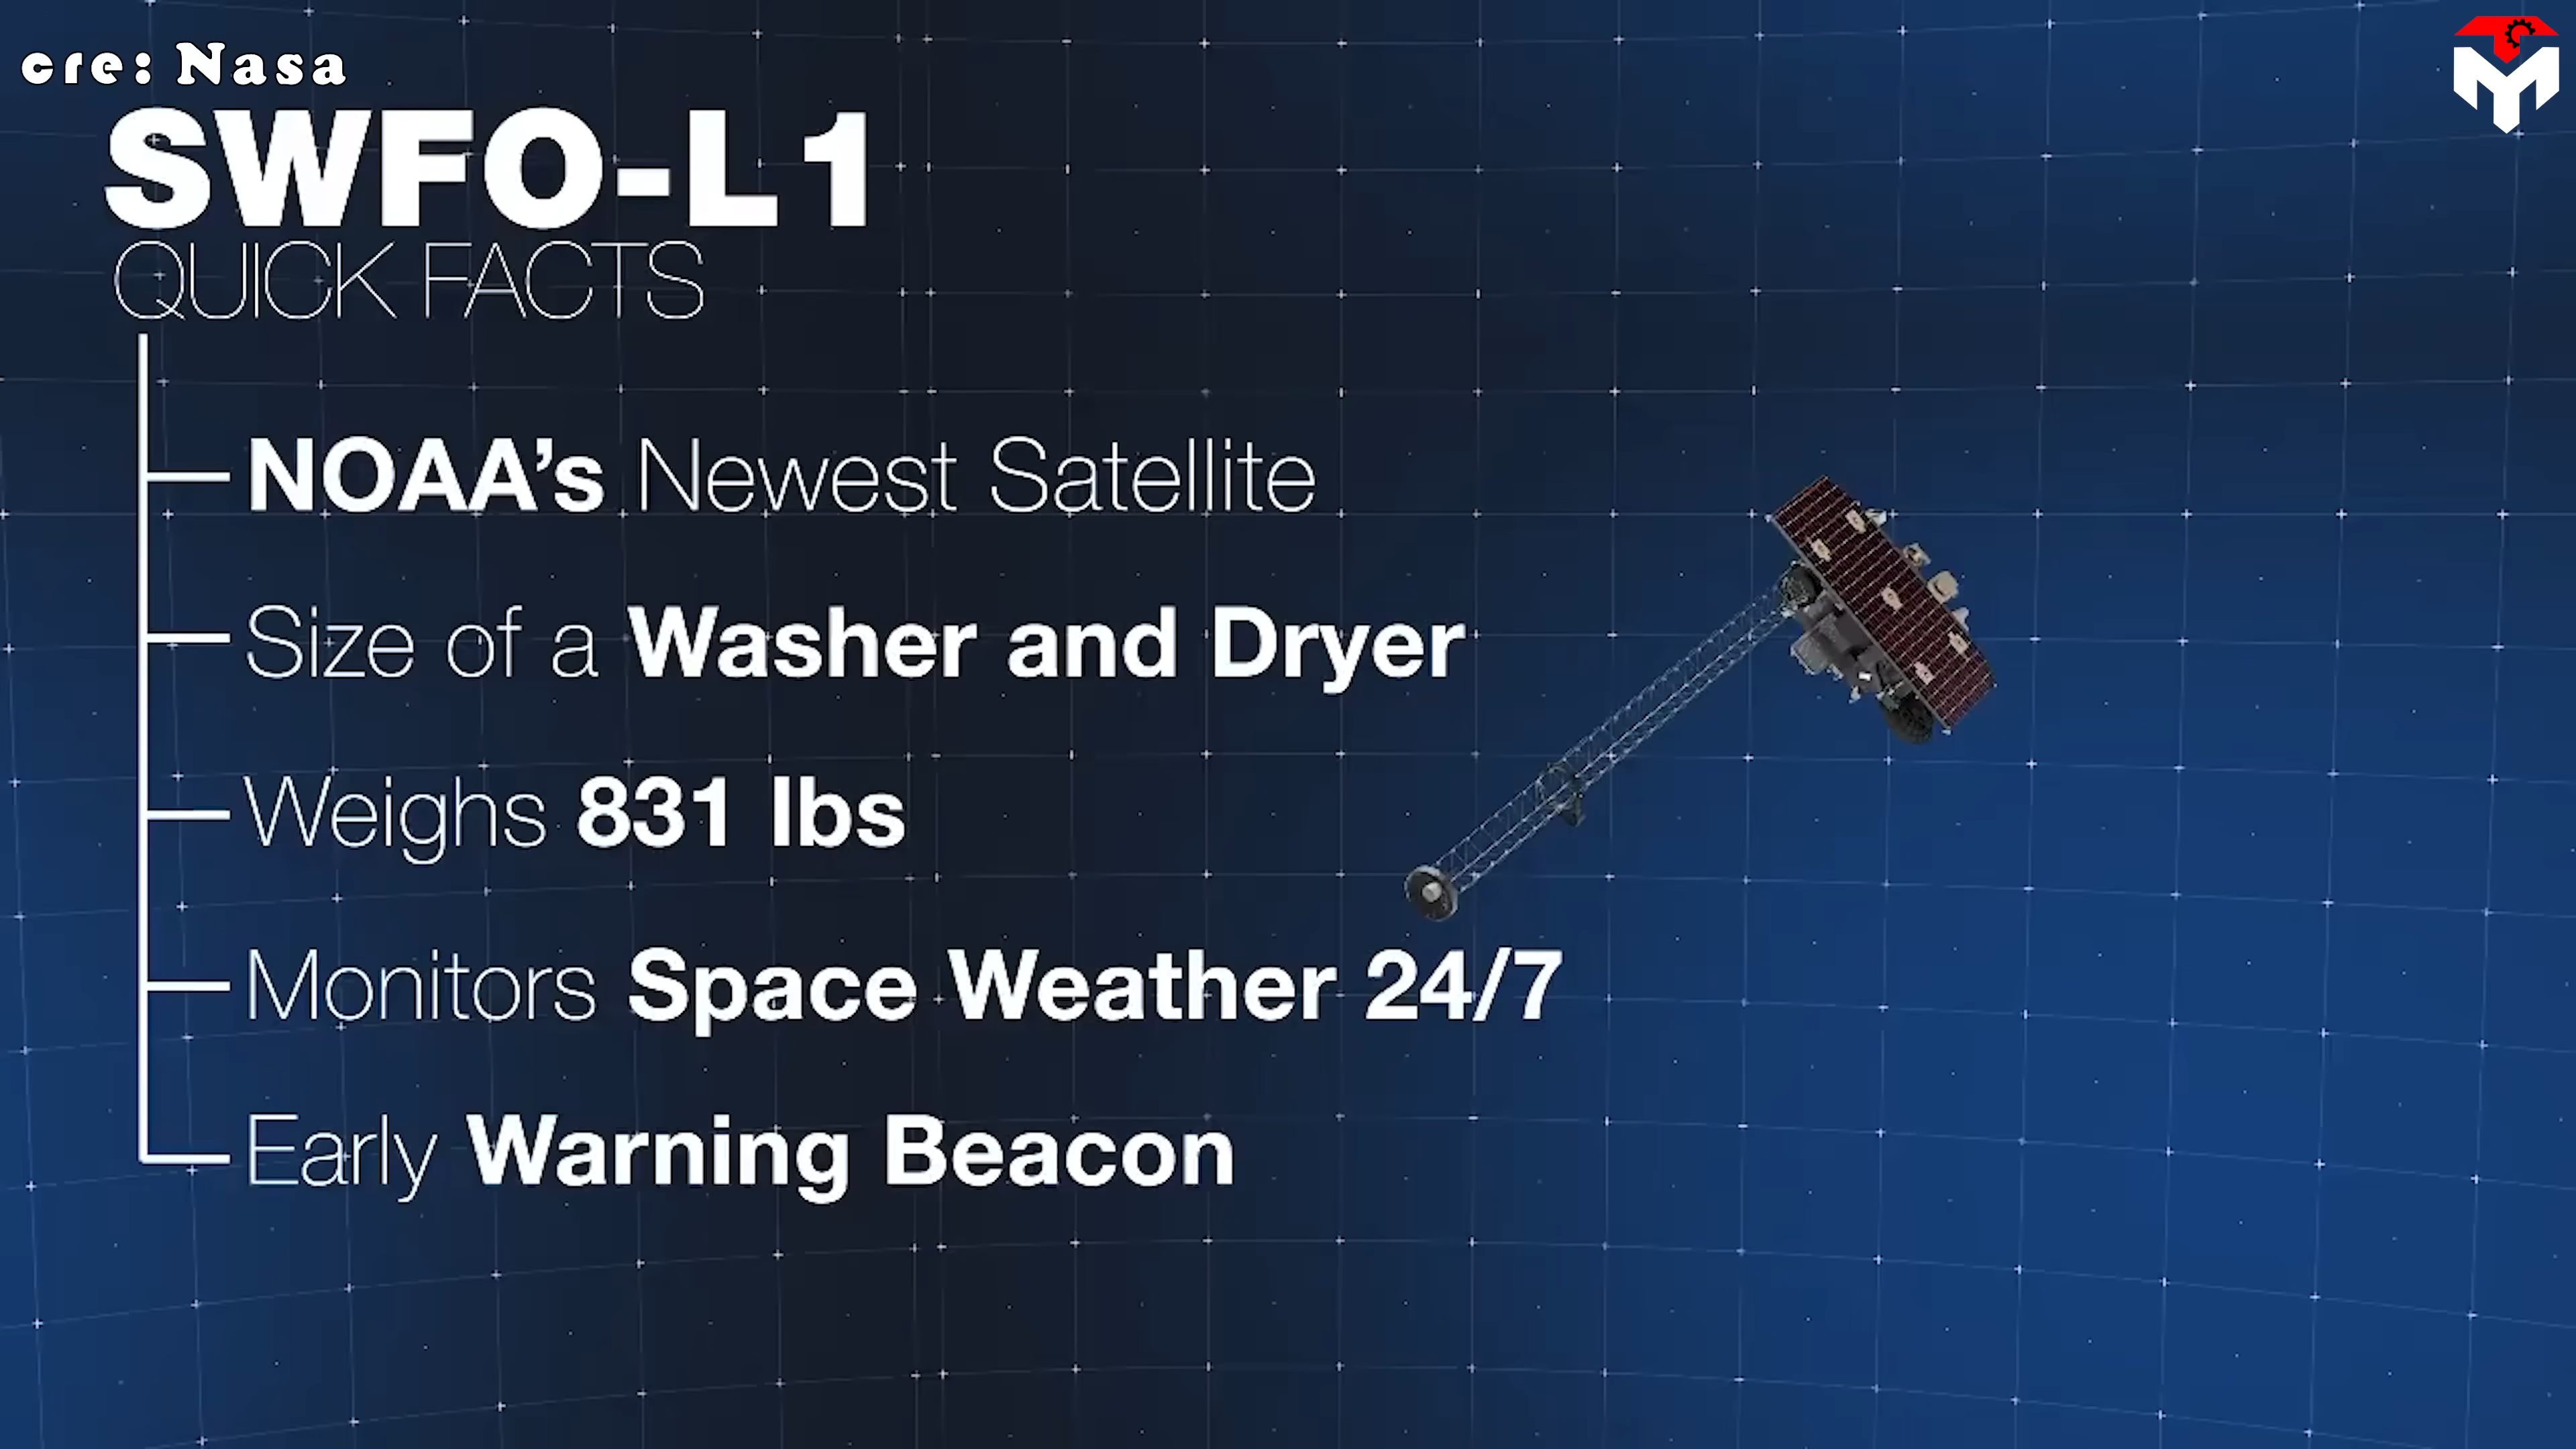 cre: Nasa
SWFO-L1
QUICK FACTS
NOAA's Newest Satellite
Size of a Washer and Dryer
Weighs 831 lbs
Monitors Space Weather 24/7
Early Warning Beacon